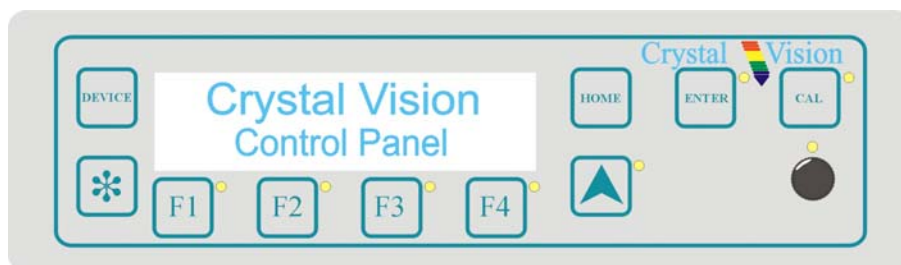 Crystal Vision
DEVICE
Crystal Vision
Control Panel
HOME
ENTER
CAL
F1
F2
F3
F4